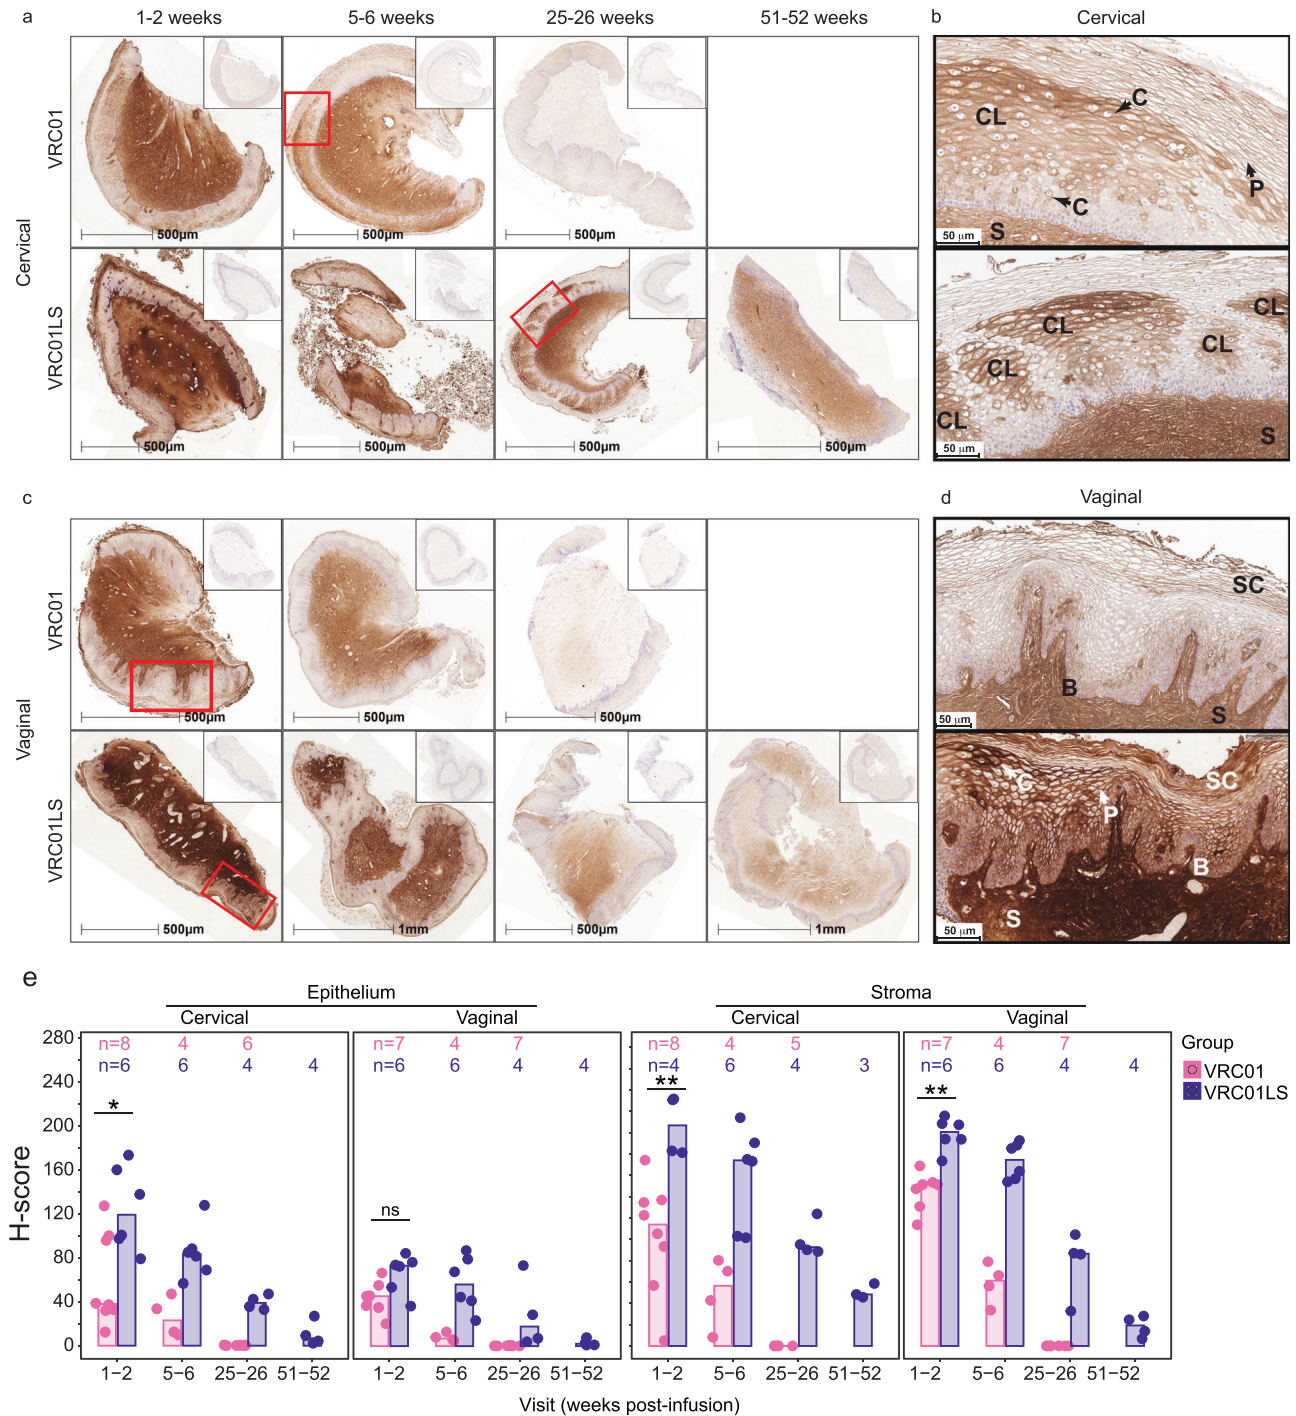 a
1-2 weeks
5-6 weeks
25-26 weeks
51-52 weeks
b
Cervical
Cervical
VRC01
500µm
500µm
500µm
VRC01LS
500µm
500µm
500µm
500µm
CL
C
P
C
S
50 µm
CL
CL
CL
CL
CL
S
50 µm
c
d
Vaginal
Vaginal
VRC01
500µm
500µm
500µm
VRC01LS
500µm
1mm
500µm
1mm
SC
B
S
50 µm
C
SC
P
B
S
50 µm
e
Epithelium
Stroma
Cervical
Vaginal
Cervical
Vaginal
n=8 4 6
n=6 6 4 4
n=7 4 7
n=6 6 4 4
n=8 4 5
n=4 6 4 3
n=7 4 7
n=6 6 4 4
*
ns
**
**
Group
VRC01
VRC01LS
H-score
280
240
200
160
120
80
40
0
1−2 5−6 25−26 51−52
1−2 5−6 25−26 51−52
1−2 5−6 25−26 51−52
1−2 5−6 25−26 51−52
Visit (weeks post-infusion)